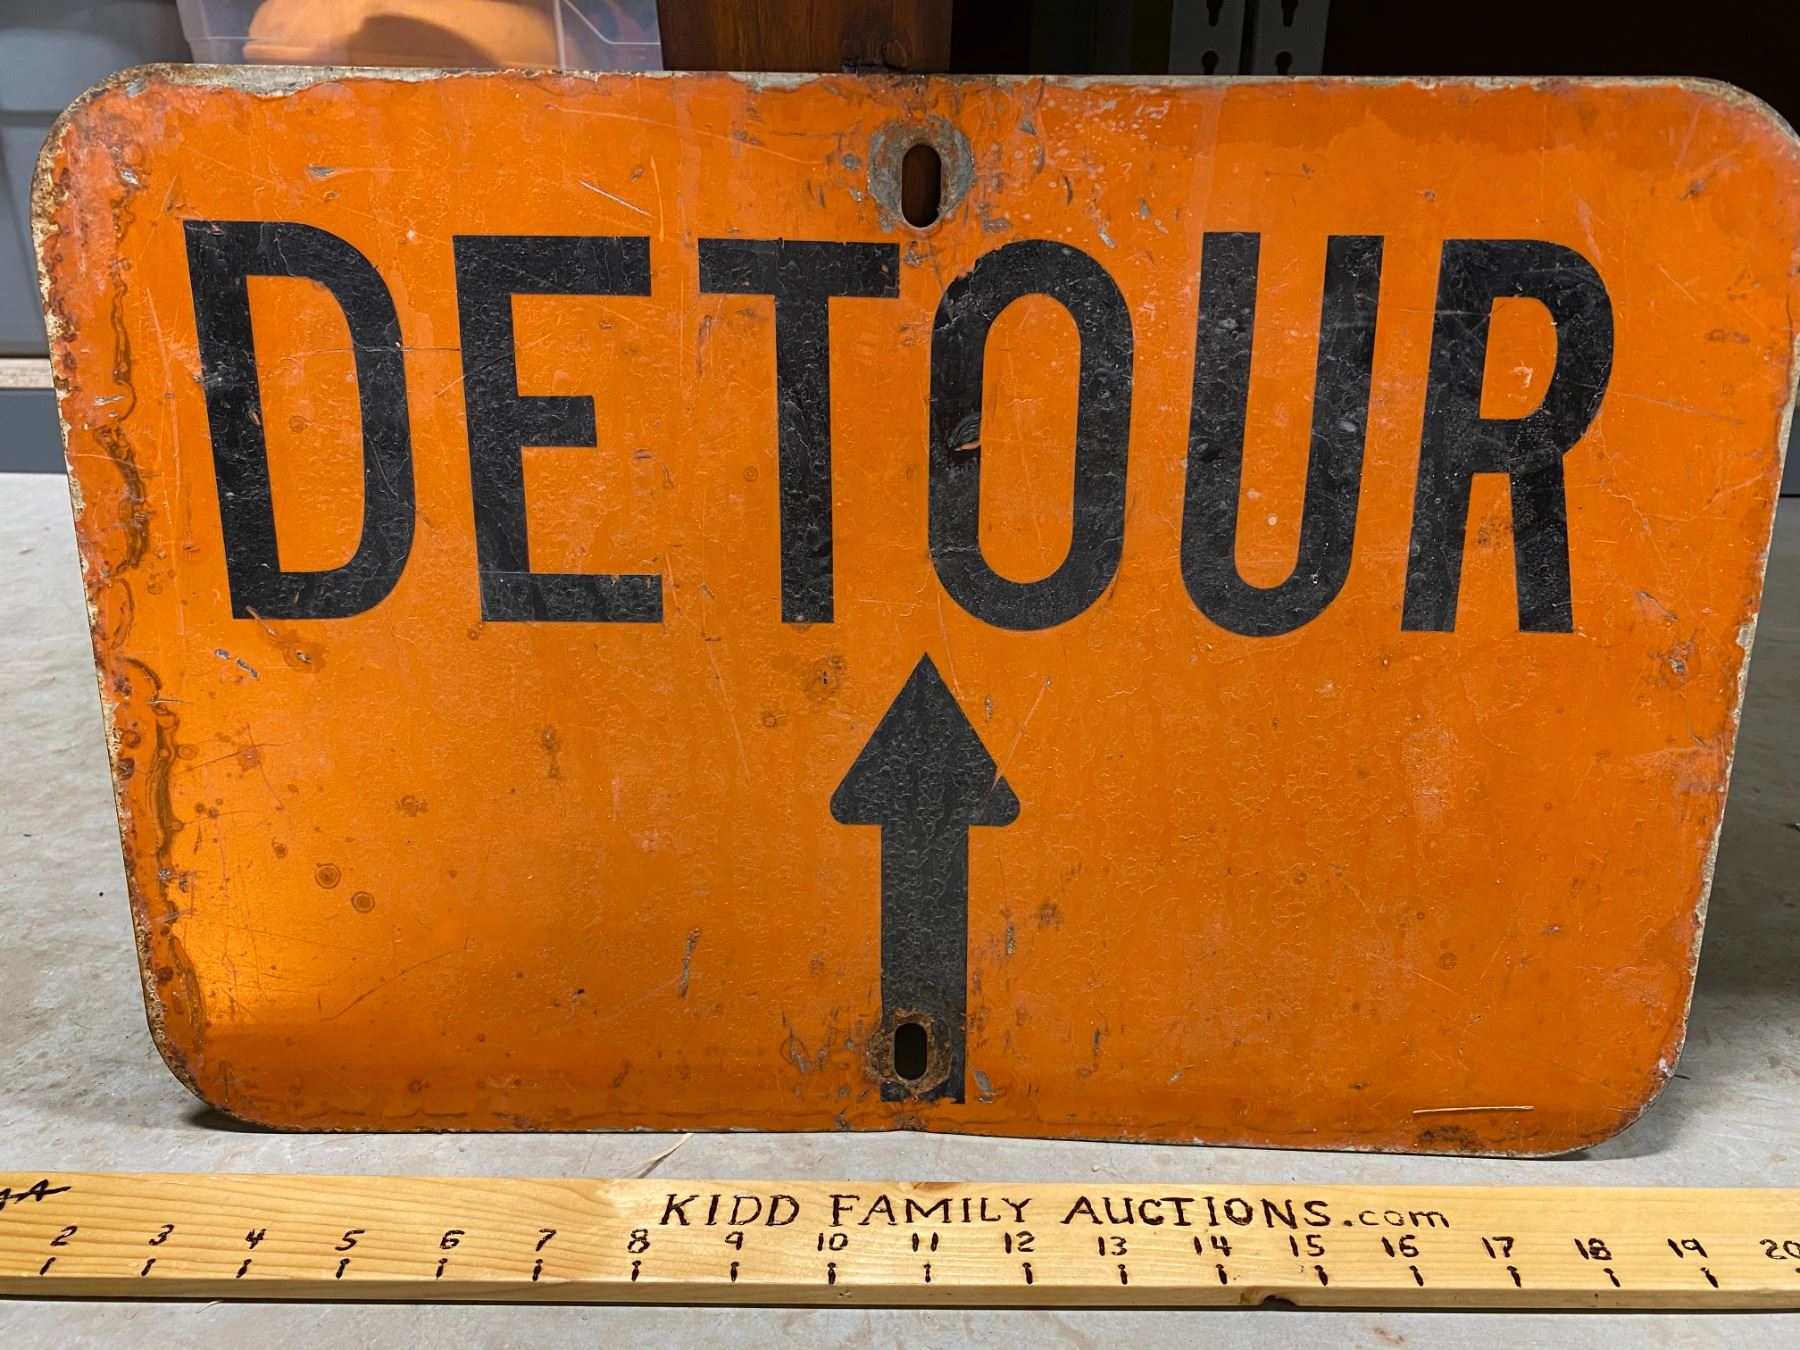 DETOUR
KIDD FAMILY AUCTIONS.com
2 3 4 5 6 7 8 9 10 11 12 13 14 15 16 17 18 19 20